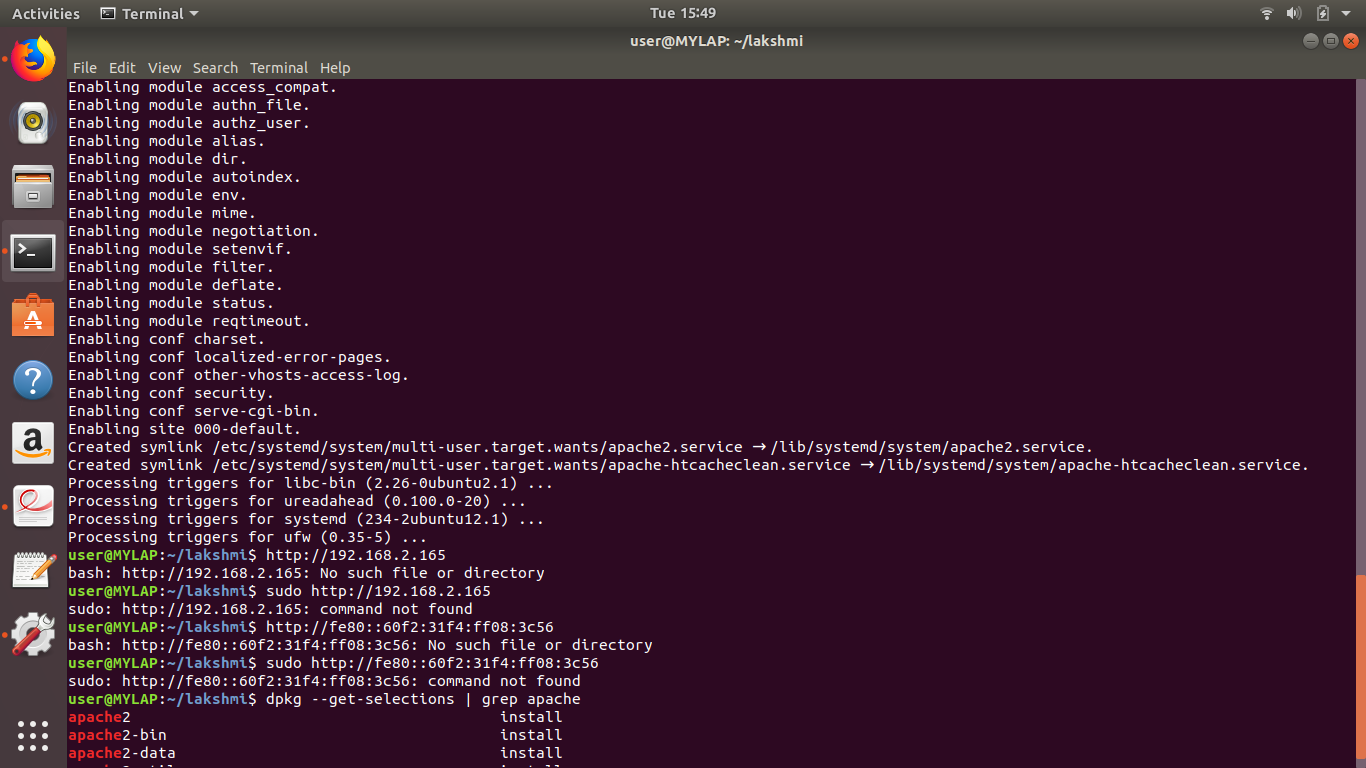 Activities Terminal Tue 15:49
user@MYLAP: ~/lakshmi
File Edit View Search Terminal Help
Enabling module access_compat.
Enabling module authn_file.
Enabling module authz_user.
Enabling module alias.
Enabling module dir.
Enabling module autoindex.
Enabling module env.
Enabling module mime.
Enabling module negotiation.
Enabling module setenvif.
Enabling module filter.
Enabling module deflate.
Enabling module status.
Enabling module reqtimeout.
Enabling conf charset.
Enabling conf localized-error-pages.
Enabling conf other-vhosts-access-log.
Enabling conf security.
Enabling conf serve-cgi-bin.
Enabling site 000-default.
Created symlink /etc/systemd/system/multi-user.target.wants/apache2.service → /lib/systemd/system/apache2.service.
Created symlink /etc/systemd/system/multi-user.target.wants/apache-htcacheclean.service → /lib/systemd/system/apache-htcacheclean.service.
Processing triggers for libc-bin (2.26-0ubuntu2.1) ...
Processing triggers for ureadahead (0.100.0-20) ...
Processing triggers for systemd (234-2ubuntu12.1) ...
Processing triggers for ufw (0.35-5) ...
user@MYLAP:~/lakshmi$ http://192.168.2.165
bash: http://192.168.2.165: No such file or directory
user@MYLAP:~/lakshmi$ sudo http://192.168.2.165
sudo: http://192.168.2.165: command not found
user@MYLAP:~/lakshmi$ http://fe80::60f2:31f4:ff08:3c56
bash: http://fe80::60f2:31f4:ff08:3c56: No such file or directory
user@MYLAP:~/lakshmi$ sudo http://fe80::60f2:31f4:ff08:3c56
sudo: http://fe80::60f2:31f4:ff08:3c56: command not found
user@MYLAP:~/lakshmi$ dpkg --get-selections | grep apache
apache2 install
apache2-bin install
apache2-data install